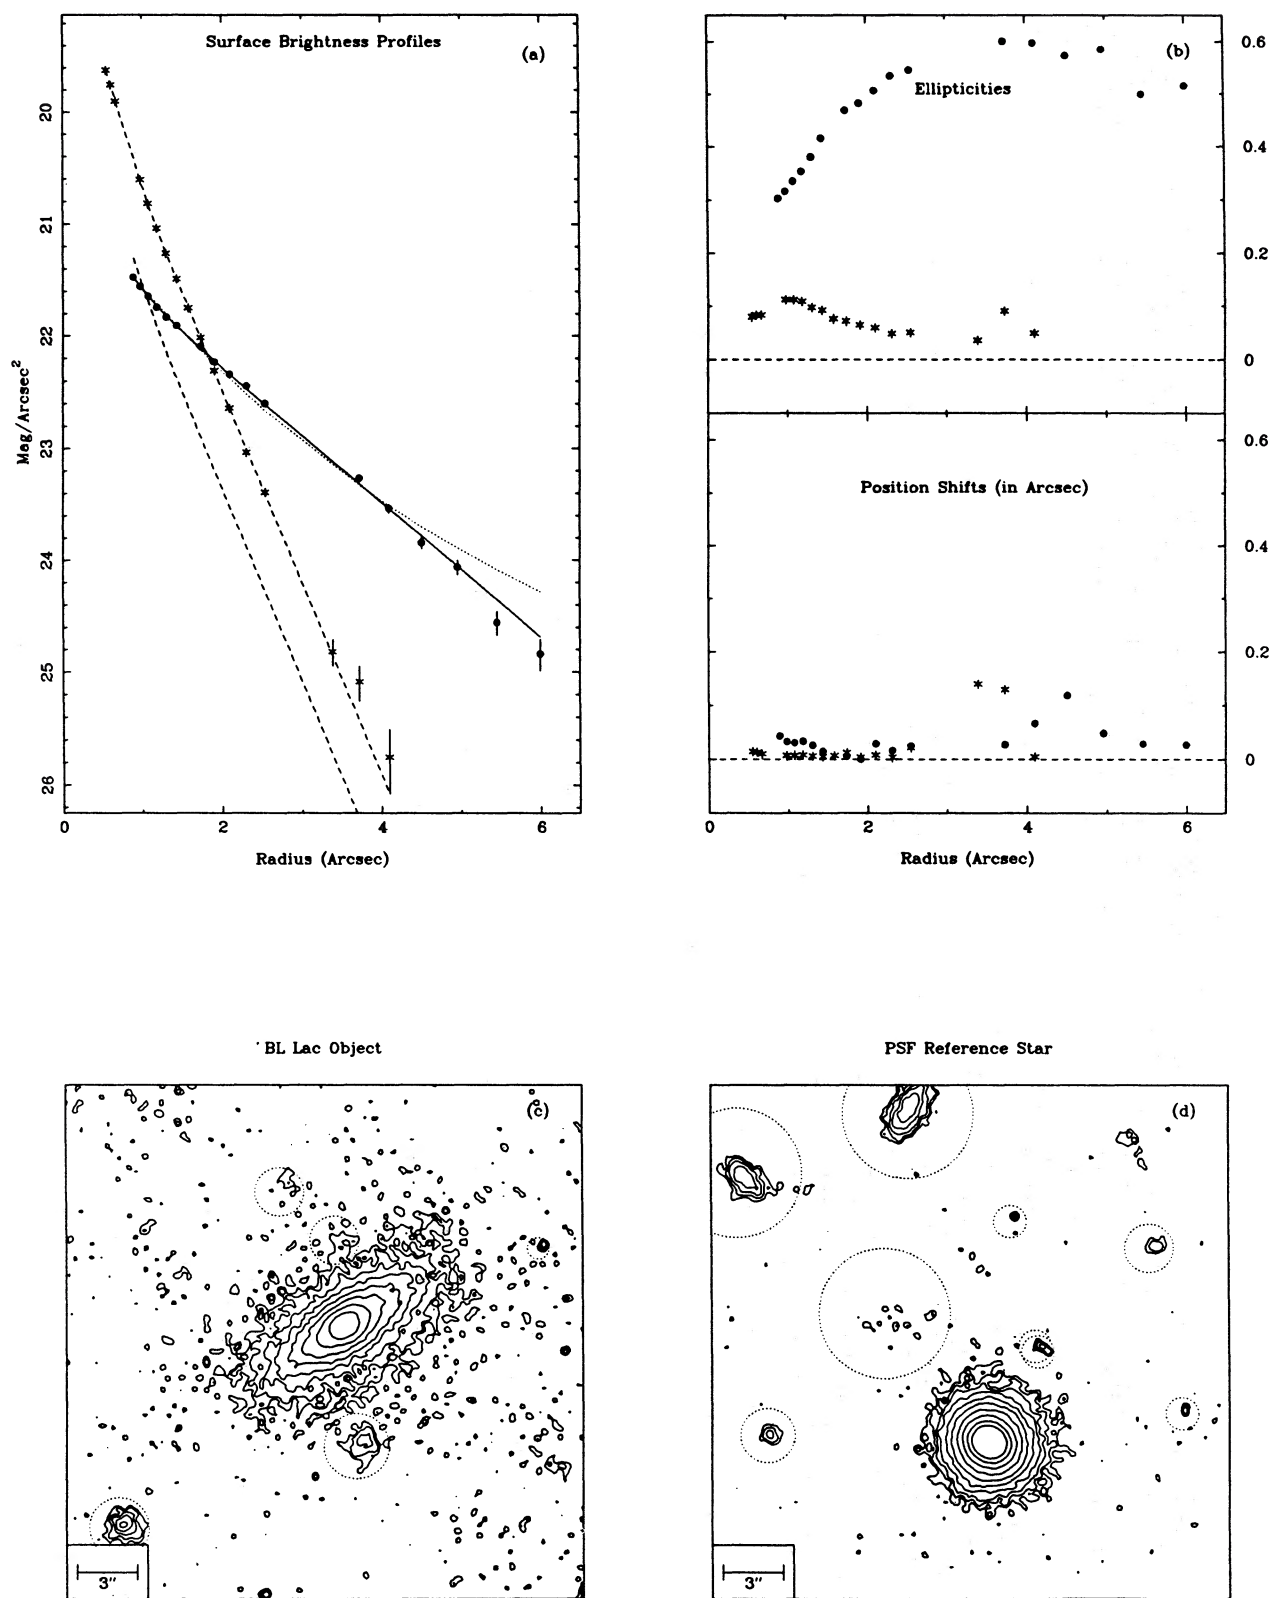 Surface Brightness Profiles
(a)
20
21
22
23
24
25
26
Mag/Arcsec²
0 2 4 6
Radius (Arcsec)
(b)
Ellipticities
0.6
0.4
0.2
0
Position Shifts (in Arcsec)
0.6
0.4
0.2
0
0 2 4 6
Radius (Arcsec)
BL Lac Object
(c)
3"
PSF Reference Star
(d)
3"